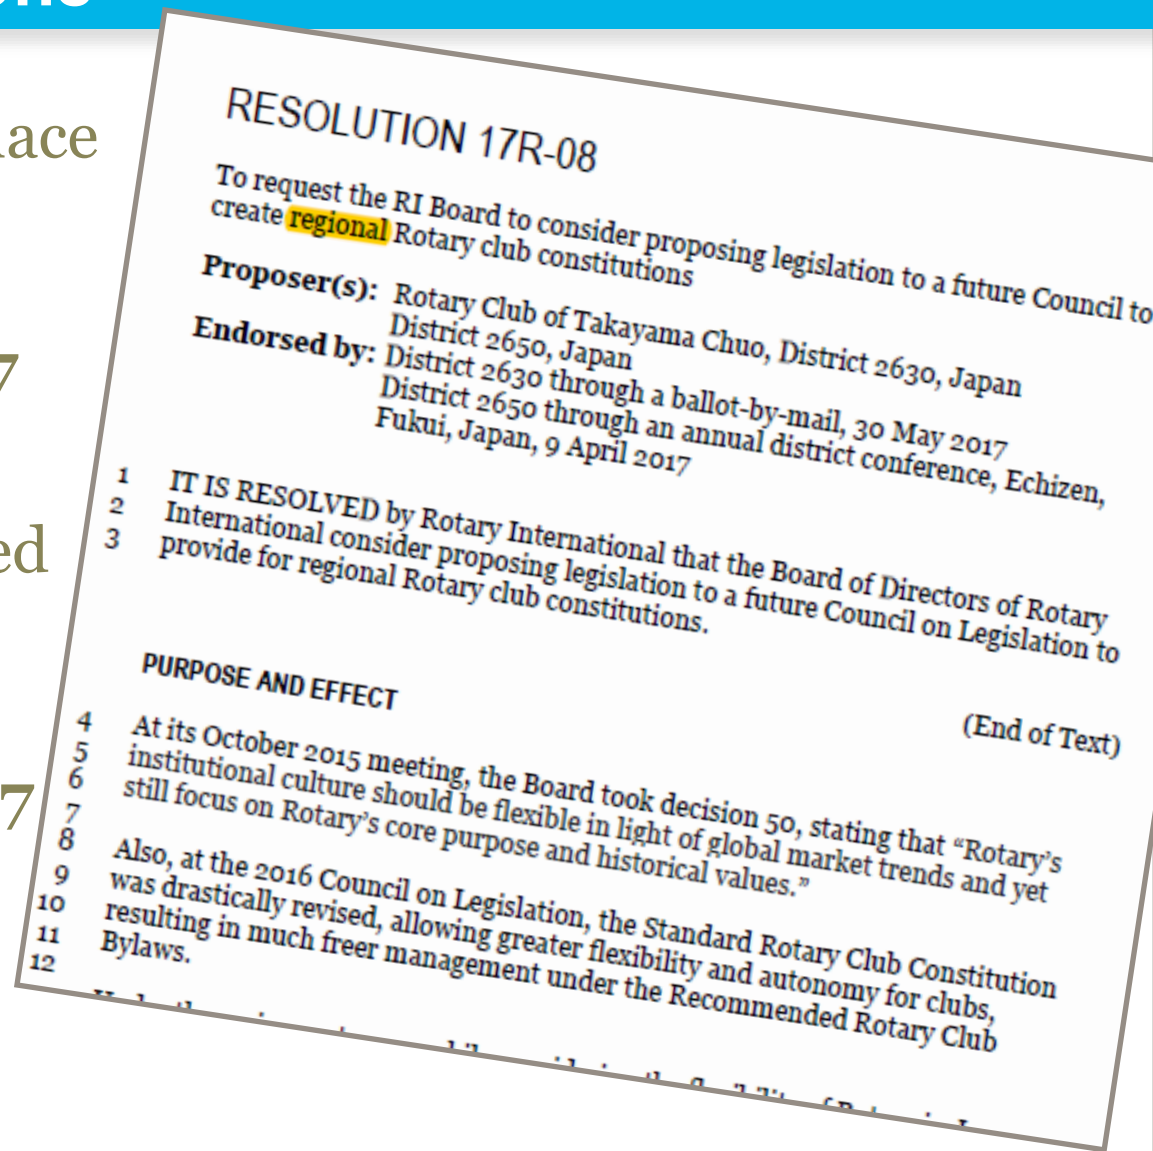 RESOLUTION 17R-08
To request the RI Board to consider proposing legislation to a future Council to
create regional Rotary club constitutions
Proposer(s): Rotary Club of Takayama Chuo, District 2630, Japan
District 2650, Japan
Endorsed by: District 2630 through a ballot-by-mail, 30 May 2017
District 2650 through an annual district conference, Echizen,
Fukui, Japan, 9 April 2017
1 IT IS RESOLVED by Rotary International that the Board of Directors of Rotary
2 International consider proposing legislation to a future Council on Legislation to
3 provide for regional Rotary club constitutions.
(End of Text)
PURPOSE AND EFFECT
4 At its October 2015 meeting, the Board took decision 50, stating that “Rotary’s
5 institutional culture should be flexible in light of global market trends and yet
6 still focus on Rotary’s core purpose and historical values.”
7
8 Also, at the 2016 Council on Legislation, the Standard Rotary Club Constitution
9 was drastically revised, allowing greater flexibility and autonomy for clubs,
10 resulting in much freer management under the Recommended Rotary Club
11 Bylaws.
12
7
ed
7